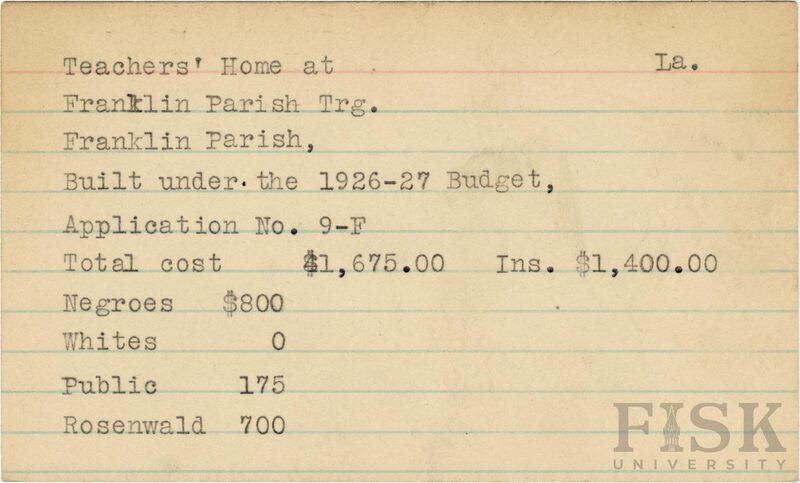 Teachers' Home at La.
Franklin Parish Trg.
Franklin Parish,
Built under the 1926-27 Budget,
Application No. 9-F
Total cost $1,675.00 Ins. $1,400.00
Negroes $800
Whites 0
Public 175
Rosenwald 700
FISK
UNIVERSITY